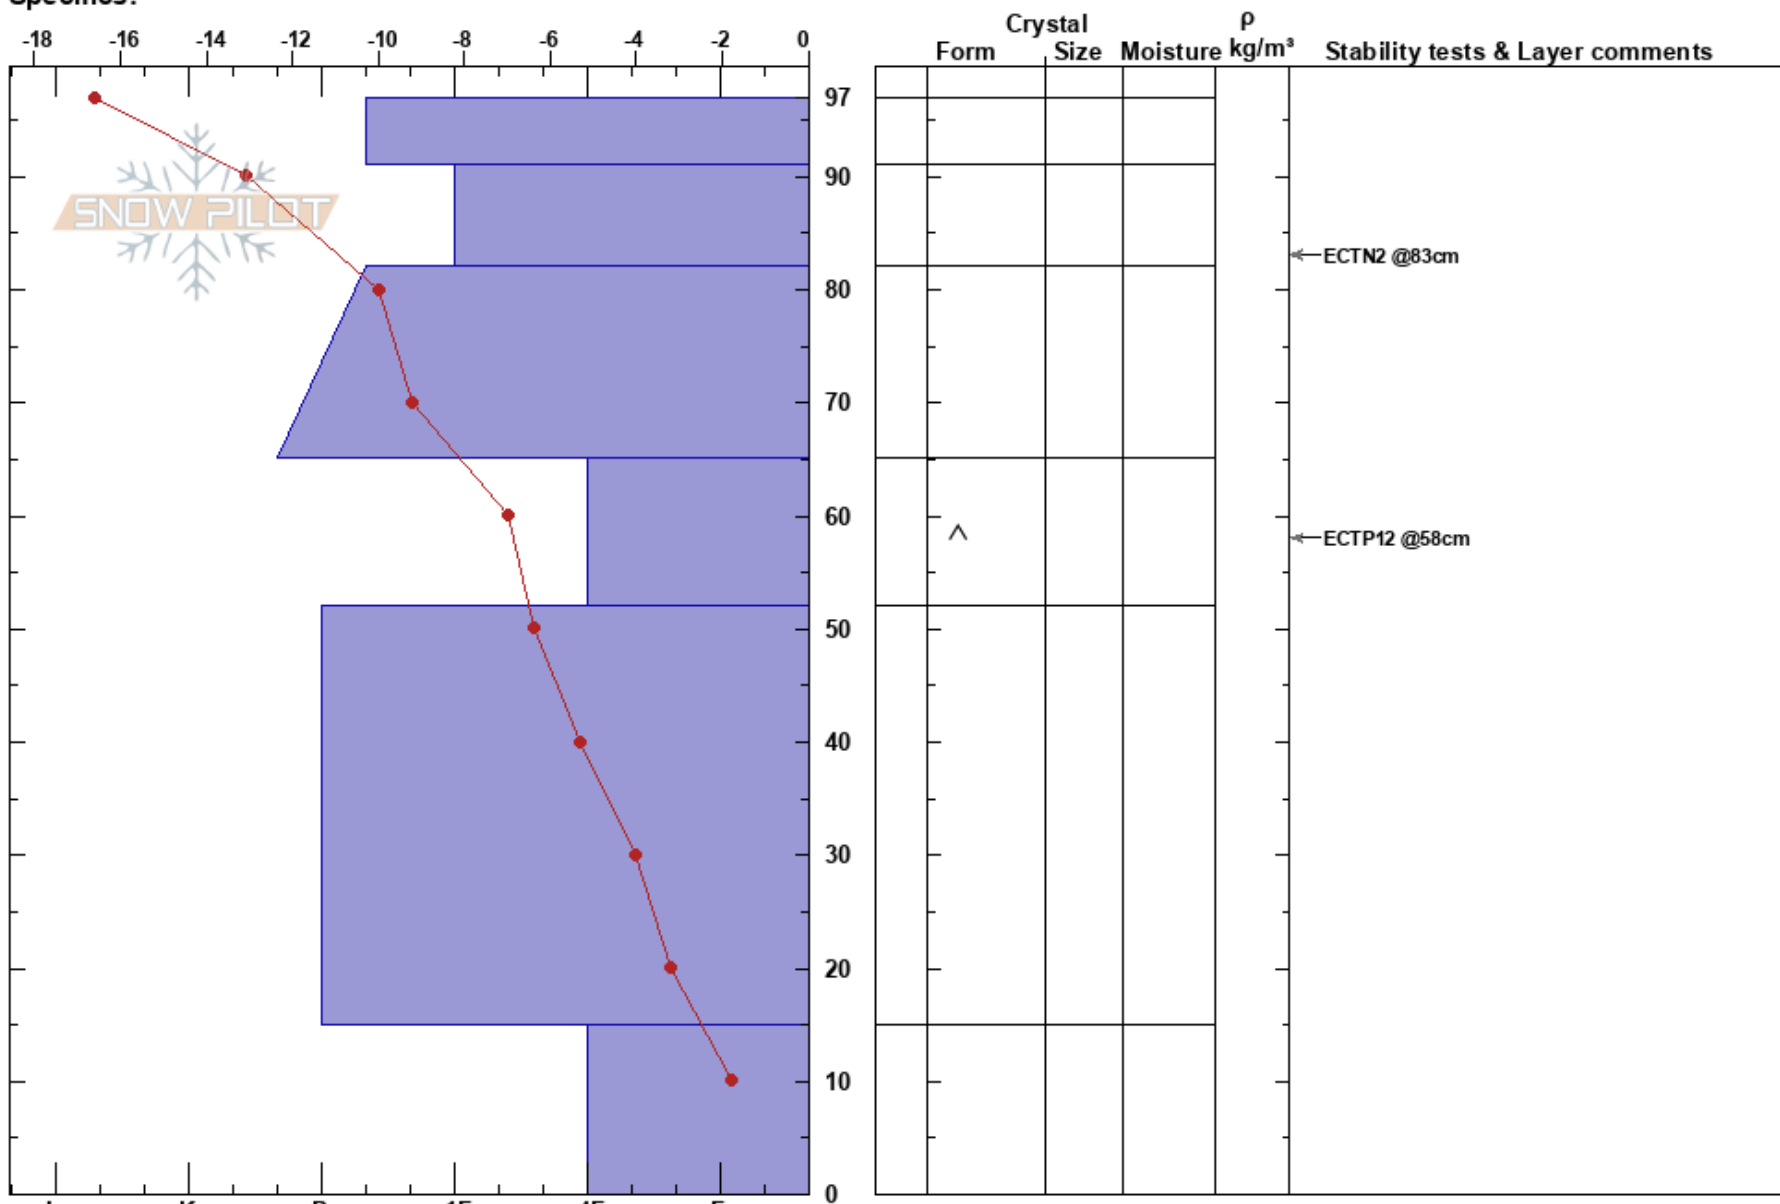 -18 -16 -14 -12 -10 -8 -6 -4 -2 0
Crystal ρ
Form Size Moisture kg/m³ Stability tests & Layer comments
97
SNOW PILOT
90
ECTN2 @83cm
80
70
60
ECTP12 @58cm
50
40
30
20
10
0